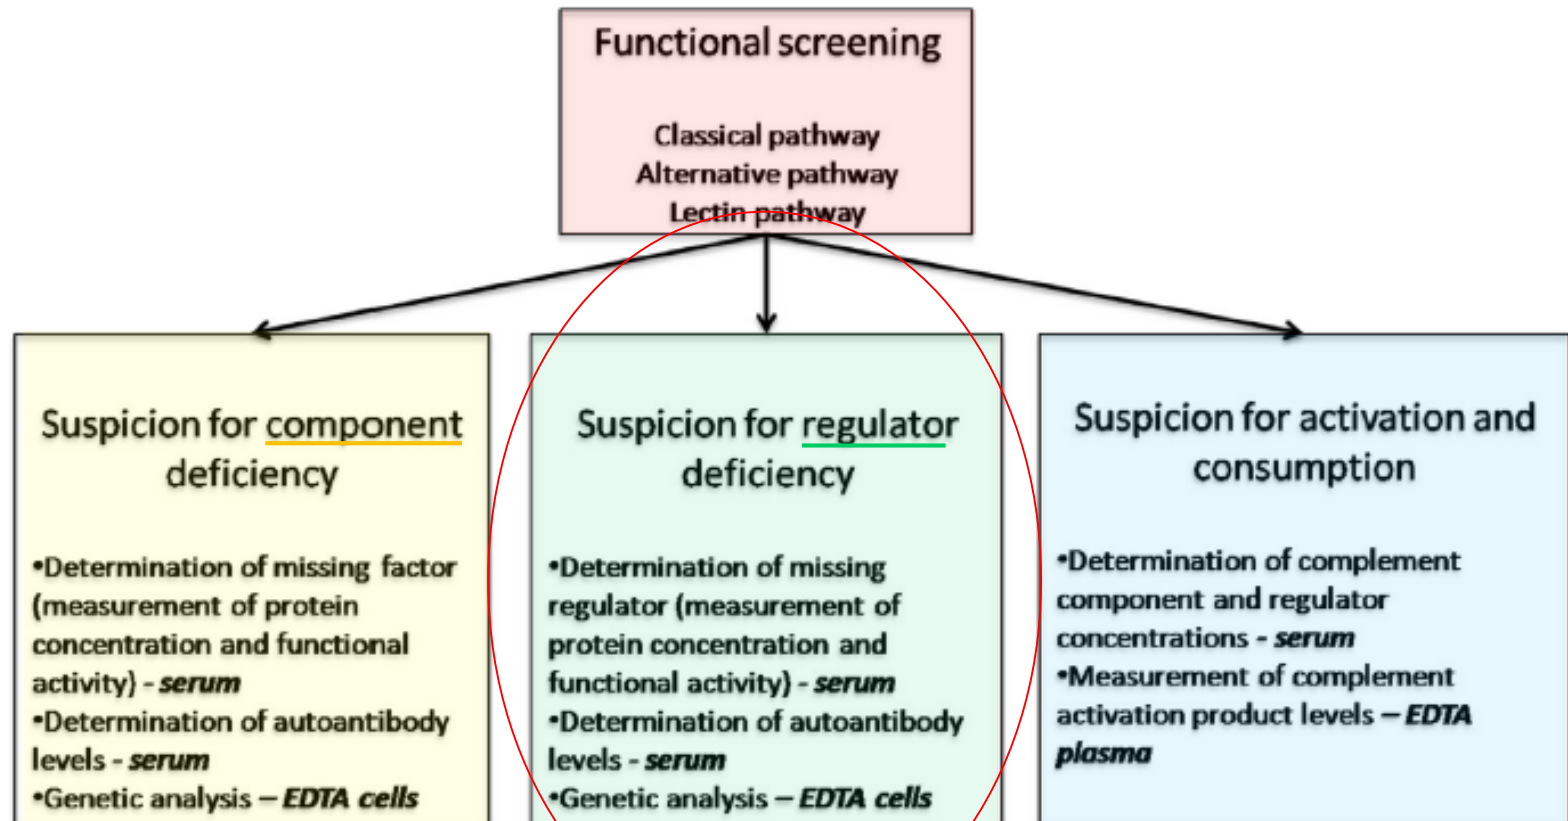 Functional screening
Classical pathway
Alternative pathway
Lectin pathway
Suspicion for component
deficiency
•Determination of missing factor
(measurement of protein
concentration and functional
activity) - serum
•Determination of autoantibody
levels - serum
•Genetic analysis – EDTA cells
Suspicion for regulator
deficiency
•Determination of missing
regulator (measurement of
protein concentration and
functional activity) - serum
•Determination of autoantibody
levels - serum
•Genetic analysis – EDTA cells
Suspicion for activation and
consumption
•Determination of complement
component and regulator
concentrations - serum
•Measurement of complement
activation product levels – EDTA
plasma